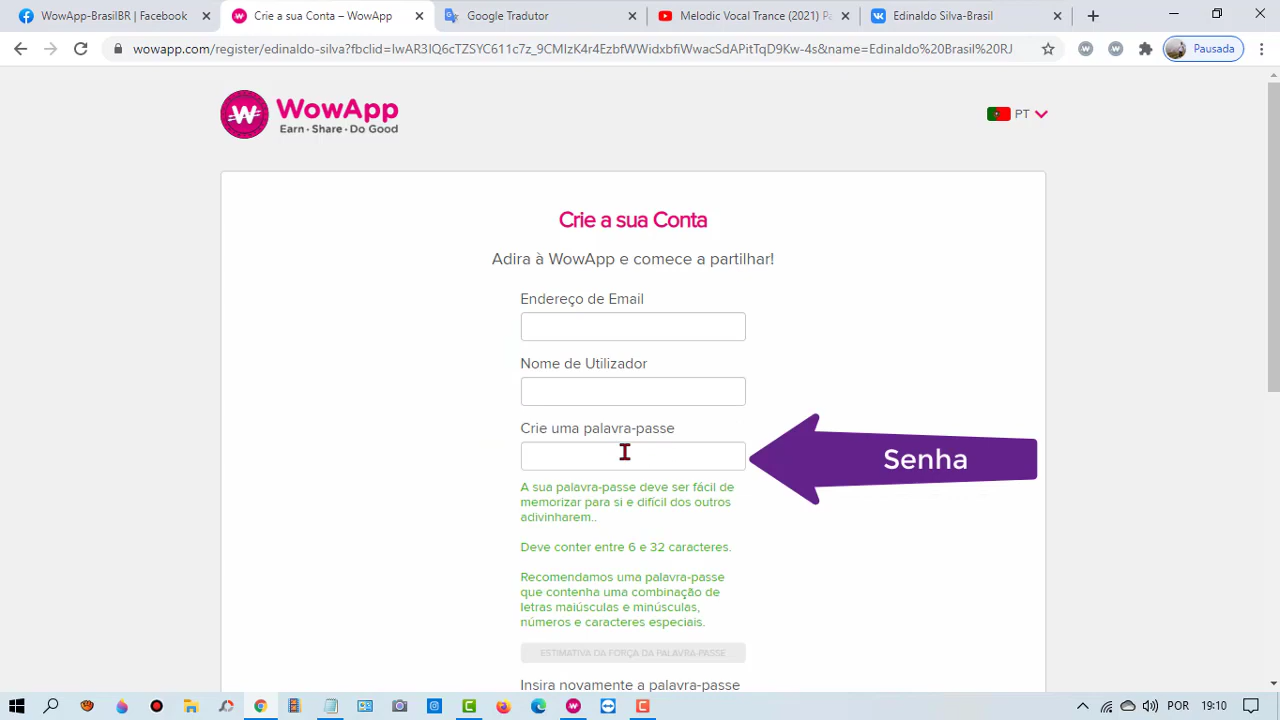 WowApp-BrasilBR | Facebook
Crie a sua Conta – WowApp
Google Tradutor
Melodic Vocal Trance (2021) Pa
Edinaldo Silva-Brasil
wowapp.com/register/edinaldo-silva?fbclid=IwAR3IQcTZSYC611c7z_9CMIzK4r4EzbfWWidxbfiWwacSdAPitTqD9Kw-4s&name=Edinaldo%20Brasil%20RJ
Pausada
WowApp
Earn · Share · Do Good
PT
Crie a sua Conta
Adira à WowApp e comece a partilhar!
Endereço de Email
Nome de Utilizador
Crie uma palavra-passe
Senha
A sua palavra-passe deve ser fácil de
memorizar para si e difícil dos outros
adivinharem..
Deve conter entre 6 e 32 caracteres.
Recomendamos uma palavra-passe
que contenha uma combinação de
letras maiúsculas e minúsculas,
números e caracteres especiais.
ESTIMATIVA DA FORÇA DA PALAVRA-PASSE
Insira novamente a palavra-passe
POR
19:10